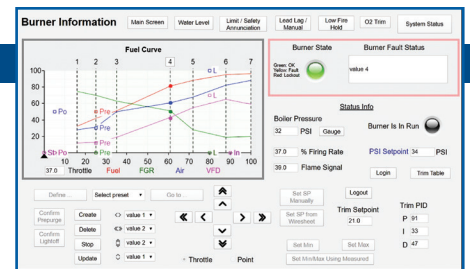 Burner Information
Main Screen
Water Level
Limit / Safety
Annunciation
Lead Lag /
Manual
Low Fire
Hold
O2 Trim
System Status
Fuel Curve
1 2 3 4 5 6 7
100
80
60
40
20
0
oL
oPo
Pre
Pre
oL
Pre
Sb Po
Pre
L
In
10 20 30 40 50 60 70 80 90 100
37.0 Throttle Fuel FGR Air VFD
Burner State
Burner Fault Status
Green: OK
Yellow: Fault
Red: Lockout
value 4
Status Info
Boiler Pressure
32 PSI Gauge
Burner Is In Run
37.0 % Firing Rate
PSI Setpoint 34 PSI
39.0 Flame Signal
Login
Trim Table
Define...
Select preset
Go to...
Confirm
Prepurge
Create
value 1
value 2
Delete
value 2
Confirm
Lightoff
Stop
value 2
Update
value 1
+ Throttle Point
Set SP
Manually
Logout
Set SP from
Wiresheet
Trim Setpoint
21.0
Trim PID
P 91
I 33
D 47
Set Min
Set Max
Set Min/Max Using Measured